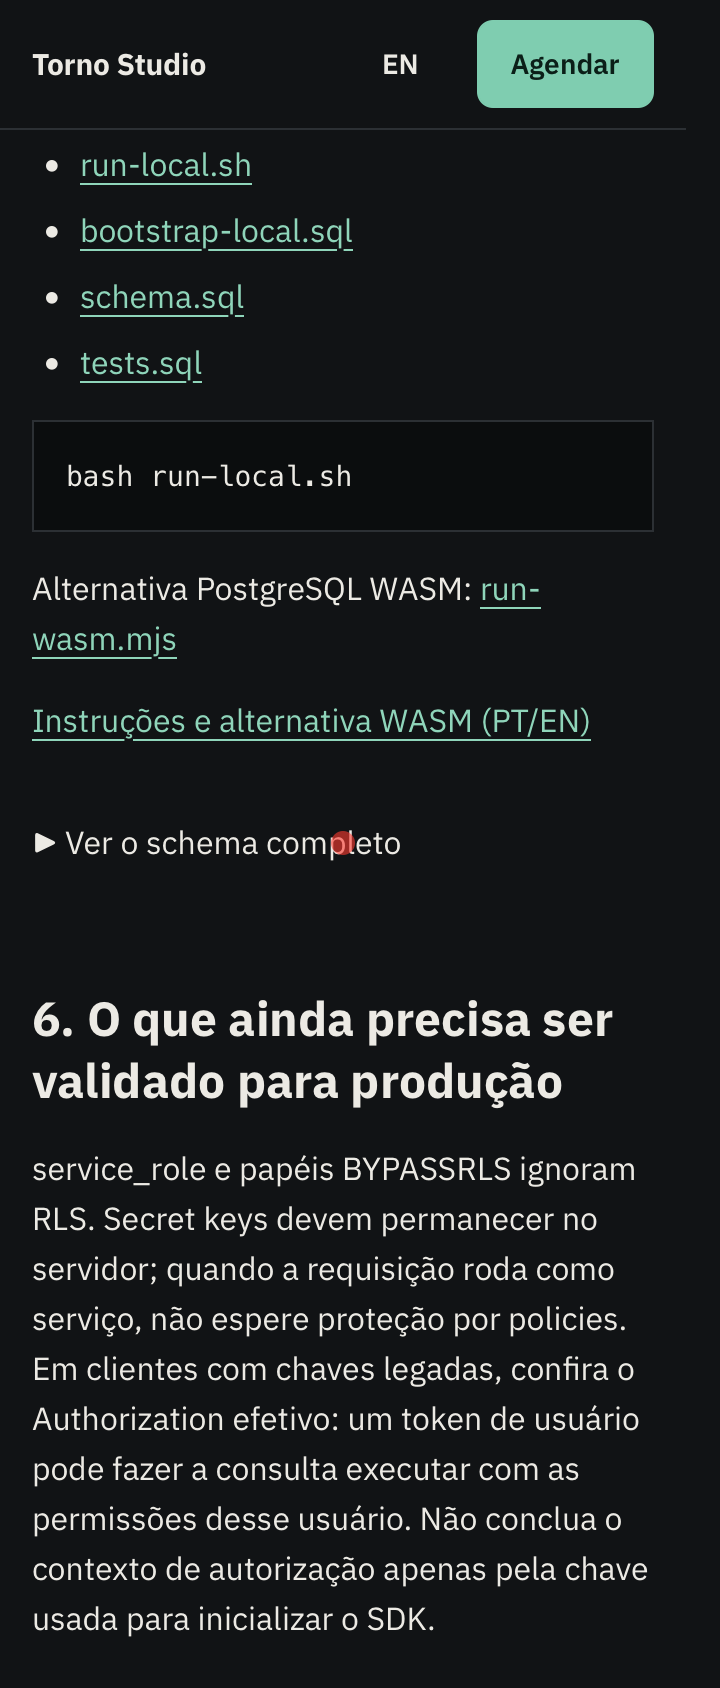 Torno Studio
EN
Agendar
run-local.sh
bootstrap-local.sql
schema.sql
tests.sql
bash run-local.sh
Alternativa PostgreSQL WASM: run-
wasm.mjs
Instruções e alternativa WASM (PT/EN)
Ver o schema completo
6. O que ainda precisa ser
validado para produção
service_role e papéis BYPASSRLS ignoram
RLS. Secret keys devem permanecer no
servidor; quando a requisição roda como
serviço, não espere proteção por policies.
Em clientes com chaves legadas, confira o
Authorization efetivo: um token de usuário
pode fazer a consulta executar com as
permissões desse usuário. Não conclua o
contexto de autorização apenas pela chave
usada para inicializar o SDK.